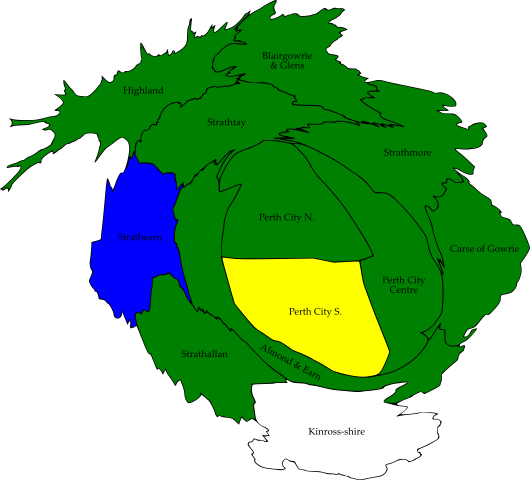 Blairgowrie
& Glens
Highland
Strathtay
Strathmore
Perth City N.
Strathearn
Carse of Gowrie
Perth City
Centre
Perth City S.
Almond & Earn
Strathallan
Kinross-shire